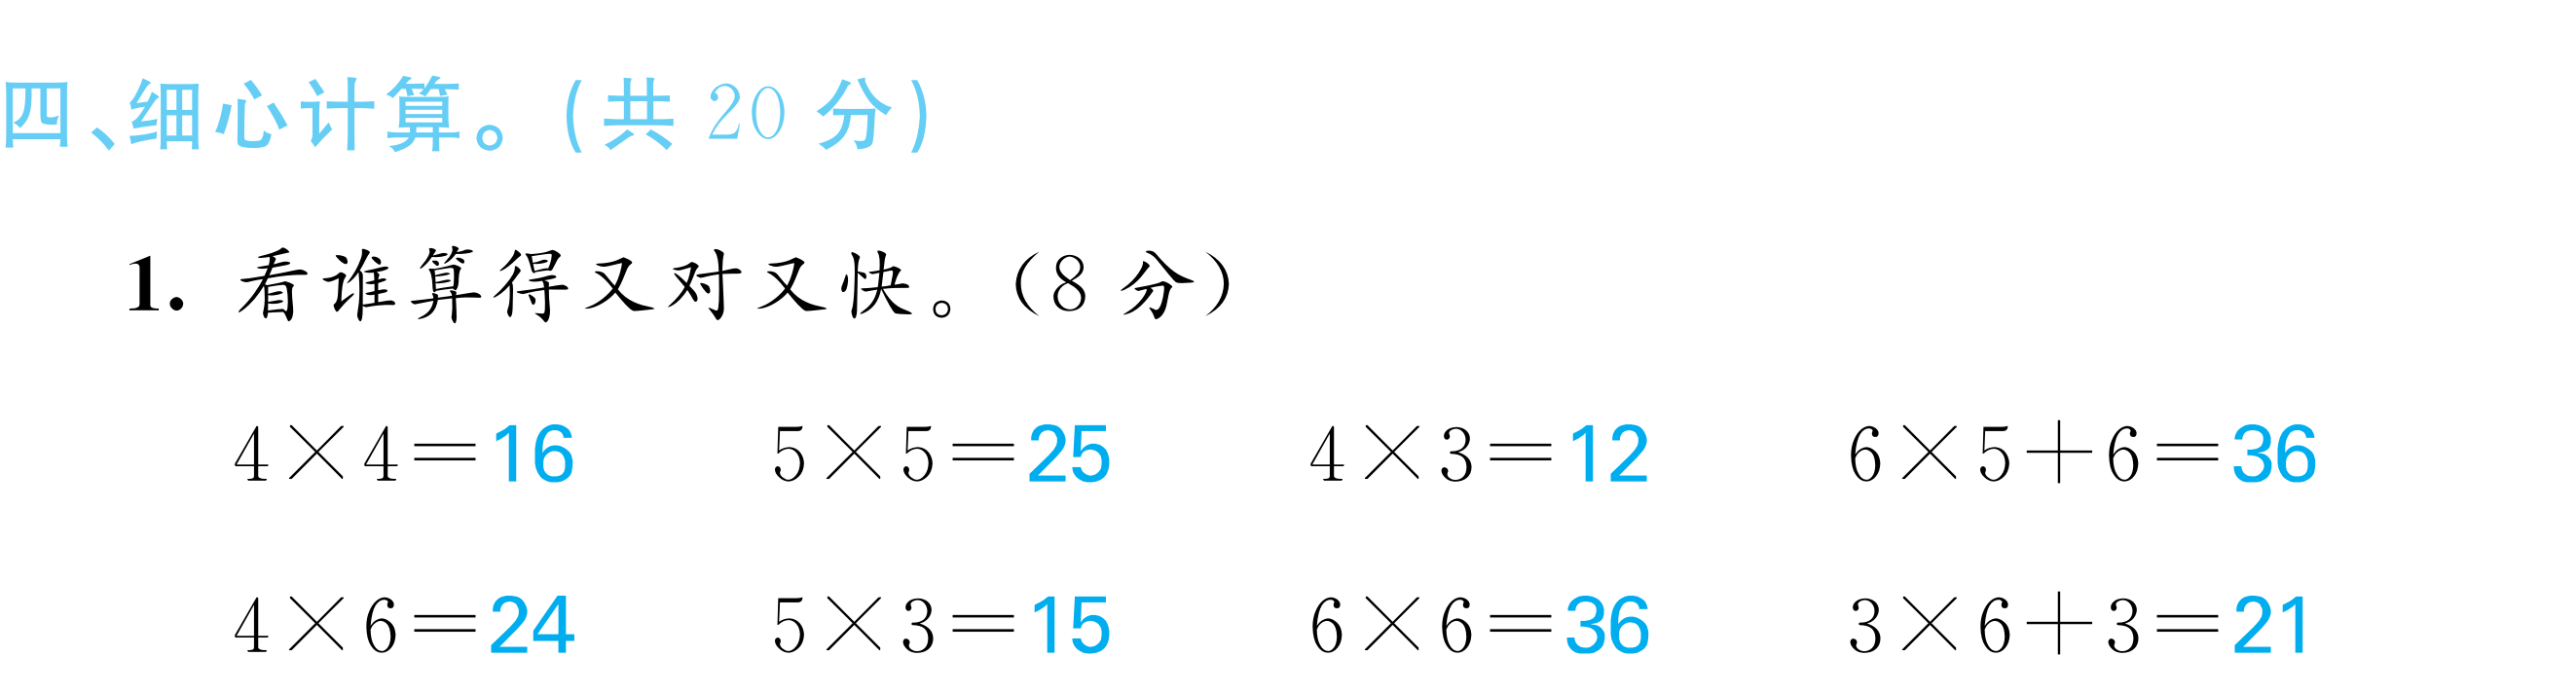 四、细心计算。(共 20 分)
1. 看谁算得又对又快。(8 分)
4×4=16 5×5=25 4×3=12 6×5+6=36
4×6=24 5×3=15 6×6=36 3×6+3=21